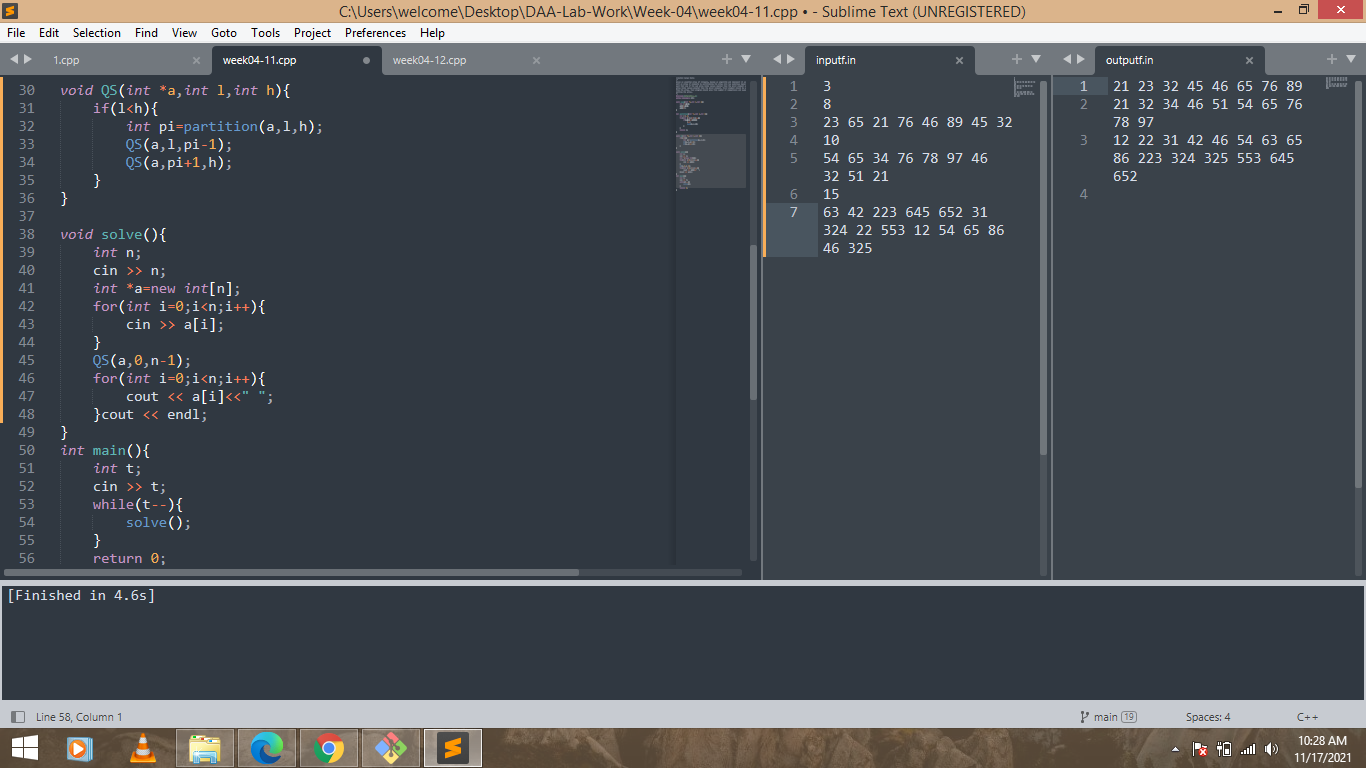 C:\Users\welcome\Desktop\DAA-Lab-Work\Week-04\week04-11.cpp • - Sublime Text (UNREGISTERED)
File Edit Selection Find View Goto Tools Project Preferences Help
1.cpp
week04-11.cpp
week04-12.cpp
30 void QS(int *a,int l,int h){
31 if(l<h){
32 int pi=partition(a,l,h);
33 QS(a,l,pi-1);
34 QS(a,pi+1,h);
35 }
36 }
37
38 void solve(){
39 int n;
40 cin >> n;
41 int *a=new int[n];
42 for(int i=0;i<n;i++){
43 cin >> a[i];
44 }
45 QS(a,0,n-1);
46 for(int i=0;i<n;i++){
47 cout << a[i]<<" ";
48 }cout << endl;
49 }
50 int main(){
51 int t;
52 cin >> t;
53 while(t--){
54 solve();
55 }
56 return 0;
inputf.in
1 3
2 8
3 23 65 21 76 46 89 45 32
4 10
5 54 65 34 76 78 97 46
32 51 21
6 15
7 63 42 223 645 652 31
324 22 553 12 54 65 86
46 325
outputf.in
1 21 23 32 45 46 65 76 89
2 21 32 34 46 51 54 65 76
78 97
3 12 22 31 42 46 54 63 65
86 223 324 325 553 645
652
4
[Finished in 4.6s]
Line 58, Column 1
main 19
Spaces: 4
C++
10:28 AM
11/17/2021